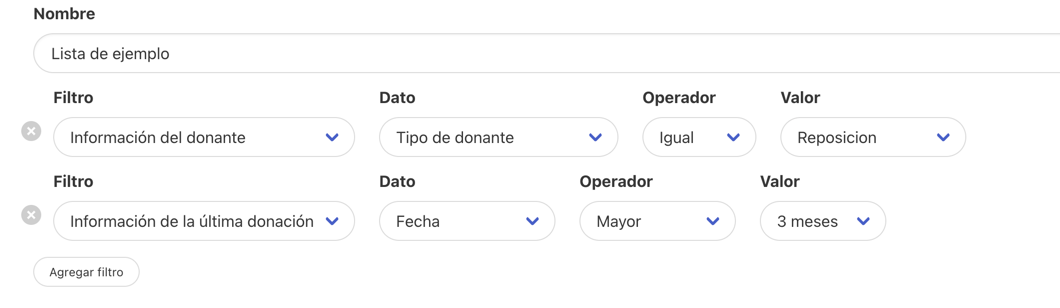 Nombre
Lista de ejemplo
Filtro Dato Operador Valor
Información del donante Tipo de donante Igual Reposicion
Filtro Dato Operador Valor
Información de la última donación Fecha Mayor 3 meses
Agregar filtro